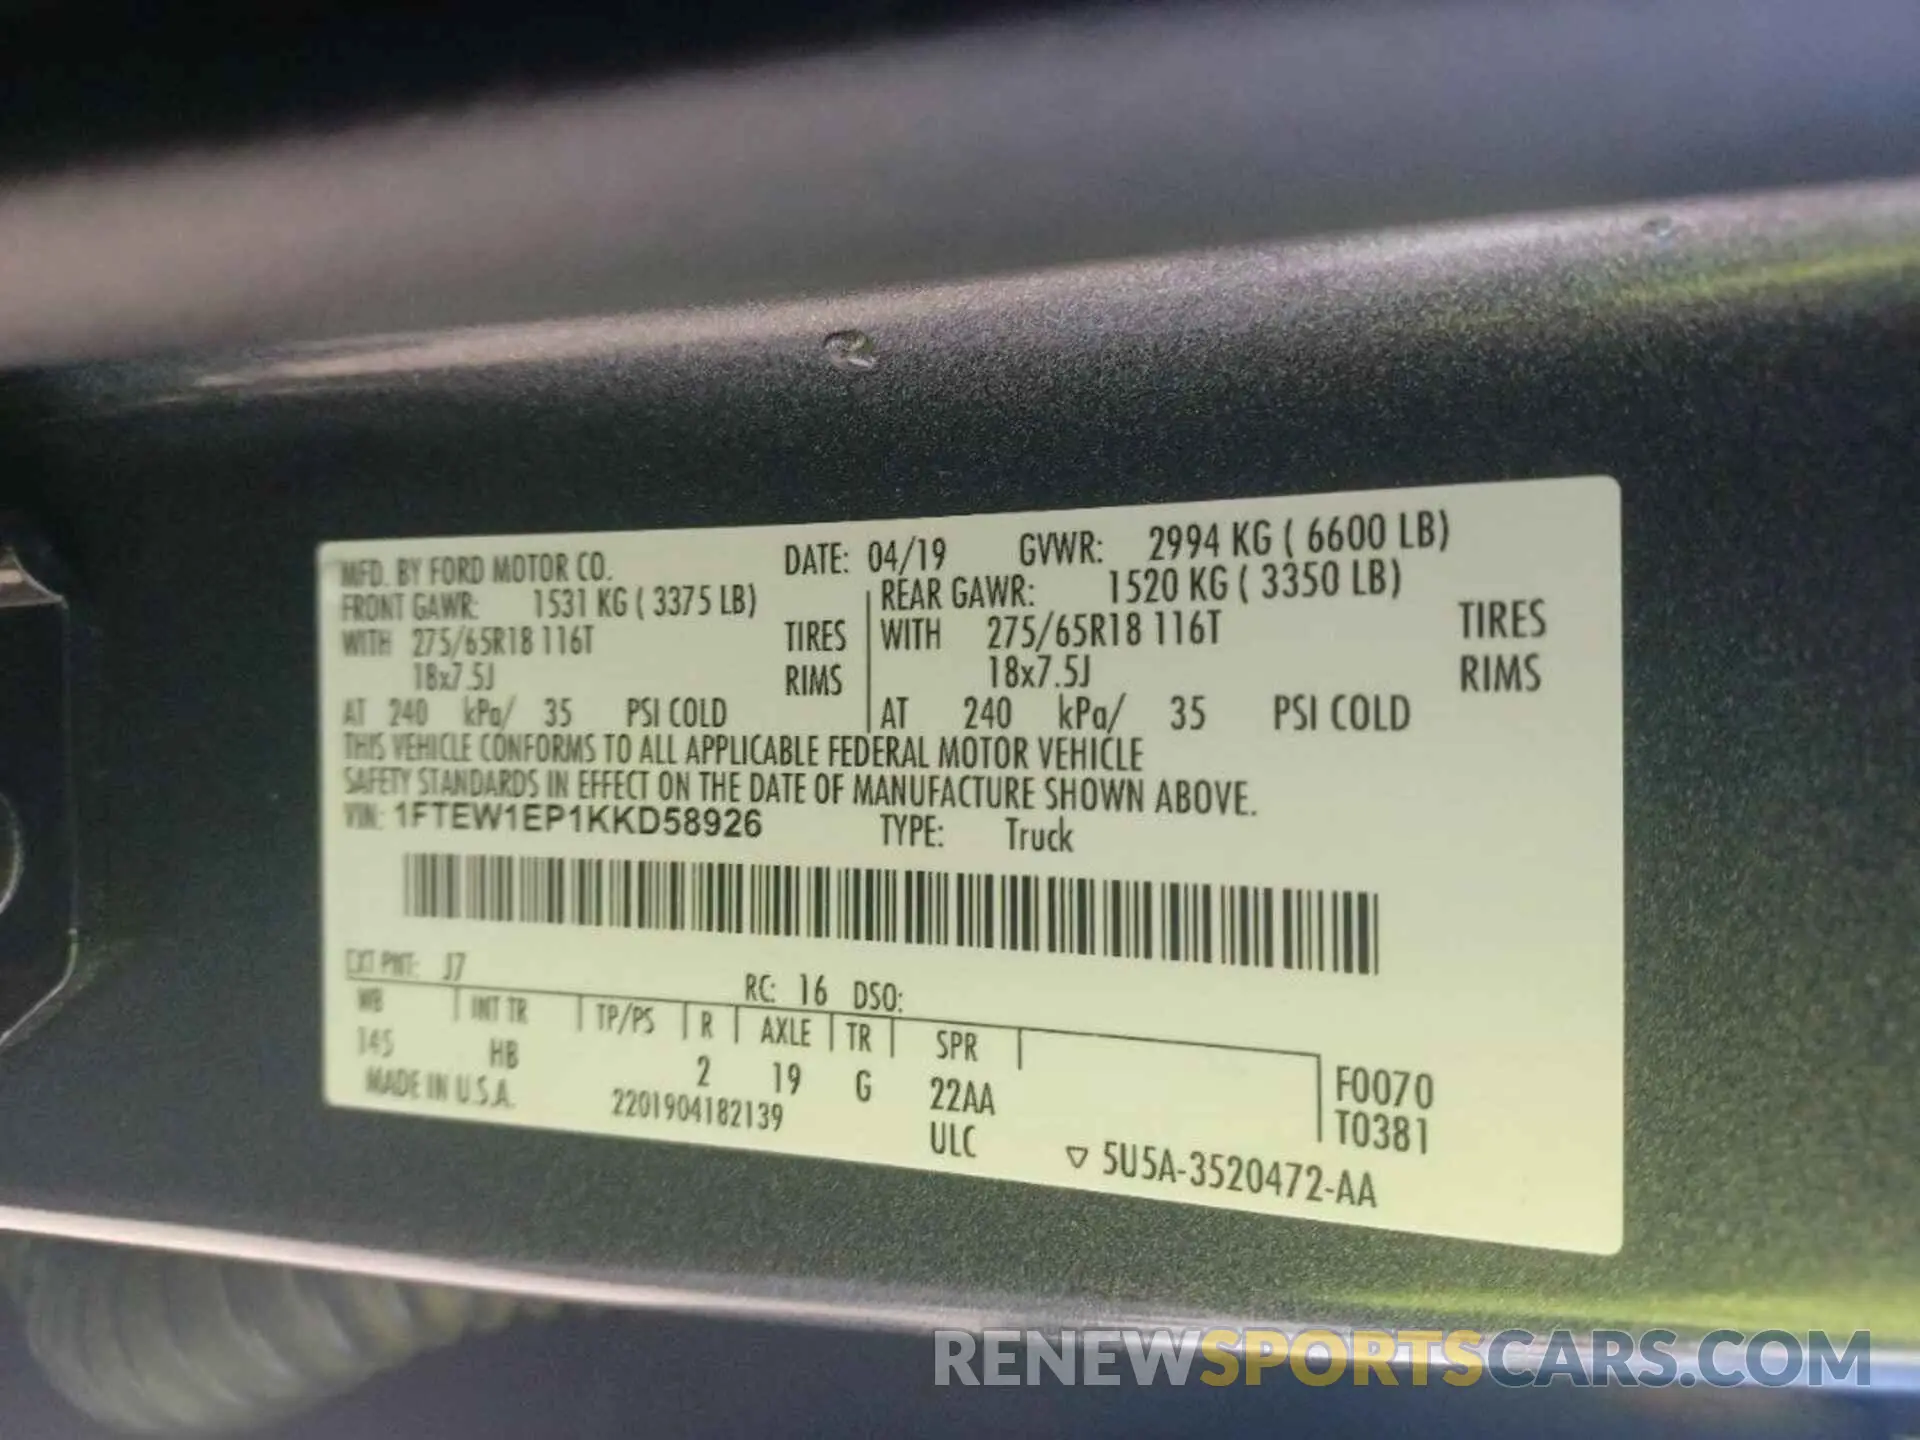 MFD. BY FORD MOTOR CO. DATE: 04/19 GVWR: 2994 KG ( 6600 LB)
FRONT GAWR: 1531 KG ( 3375 LB) REAR GAWR: 1520 KG ( 3350 LB)
WITH 275/65R18 116T TIRES WITH 275/65R18 116T TIRES
18x7.5J RIMS 18x7.5J RIMS
AT 240 kPa/ 35 PSI COLD AT 240 kPa/ 35 PSI COLD
THIS VEHICLE CONFORMS TO ALL APPLICABLE FEDERAL MOTOR VEHICLE
SAFETY STANDARDS IN EFFECT ON THE DATE OF MANUFACTURE SHOWN ABOVE.
VIN: 1FTEW1EP1KKD58926 TYPE: Truck
EXT PNT: J7 RC: 16 DSO:
WB INT TR TP/PS R AXLE TR SPR
145 HB 2 19 G 22AA F0070
MADE IN U.S.A. 2201904182139 ULC T0381
▽ 5U5A-3520472-AA
RENEWSPORTSCARS.COM